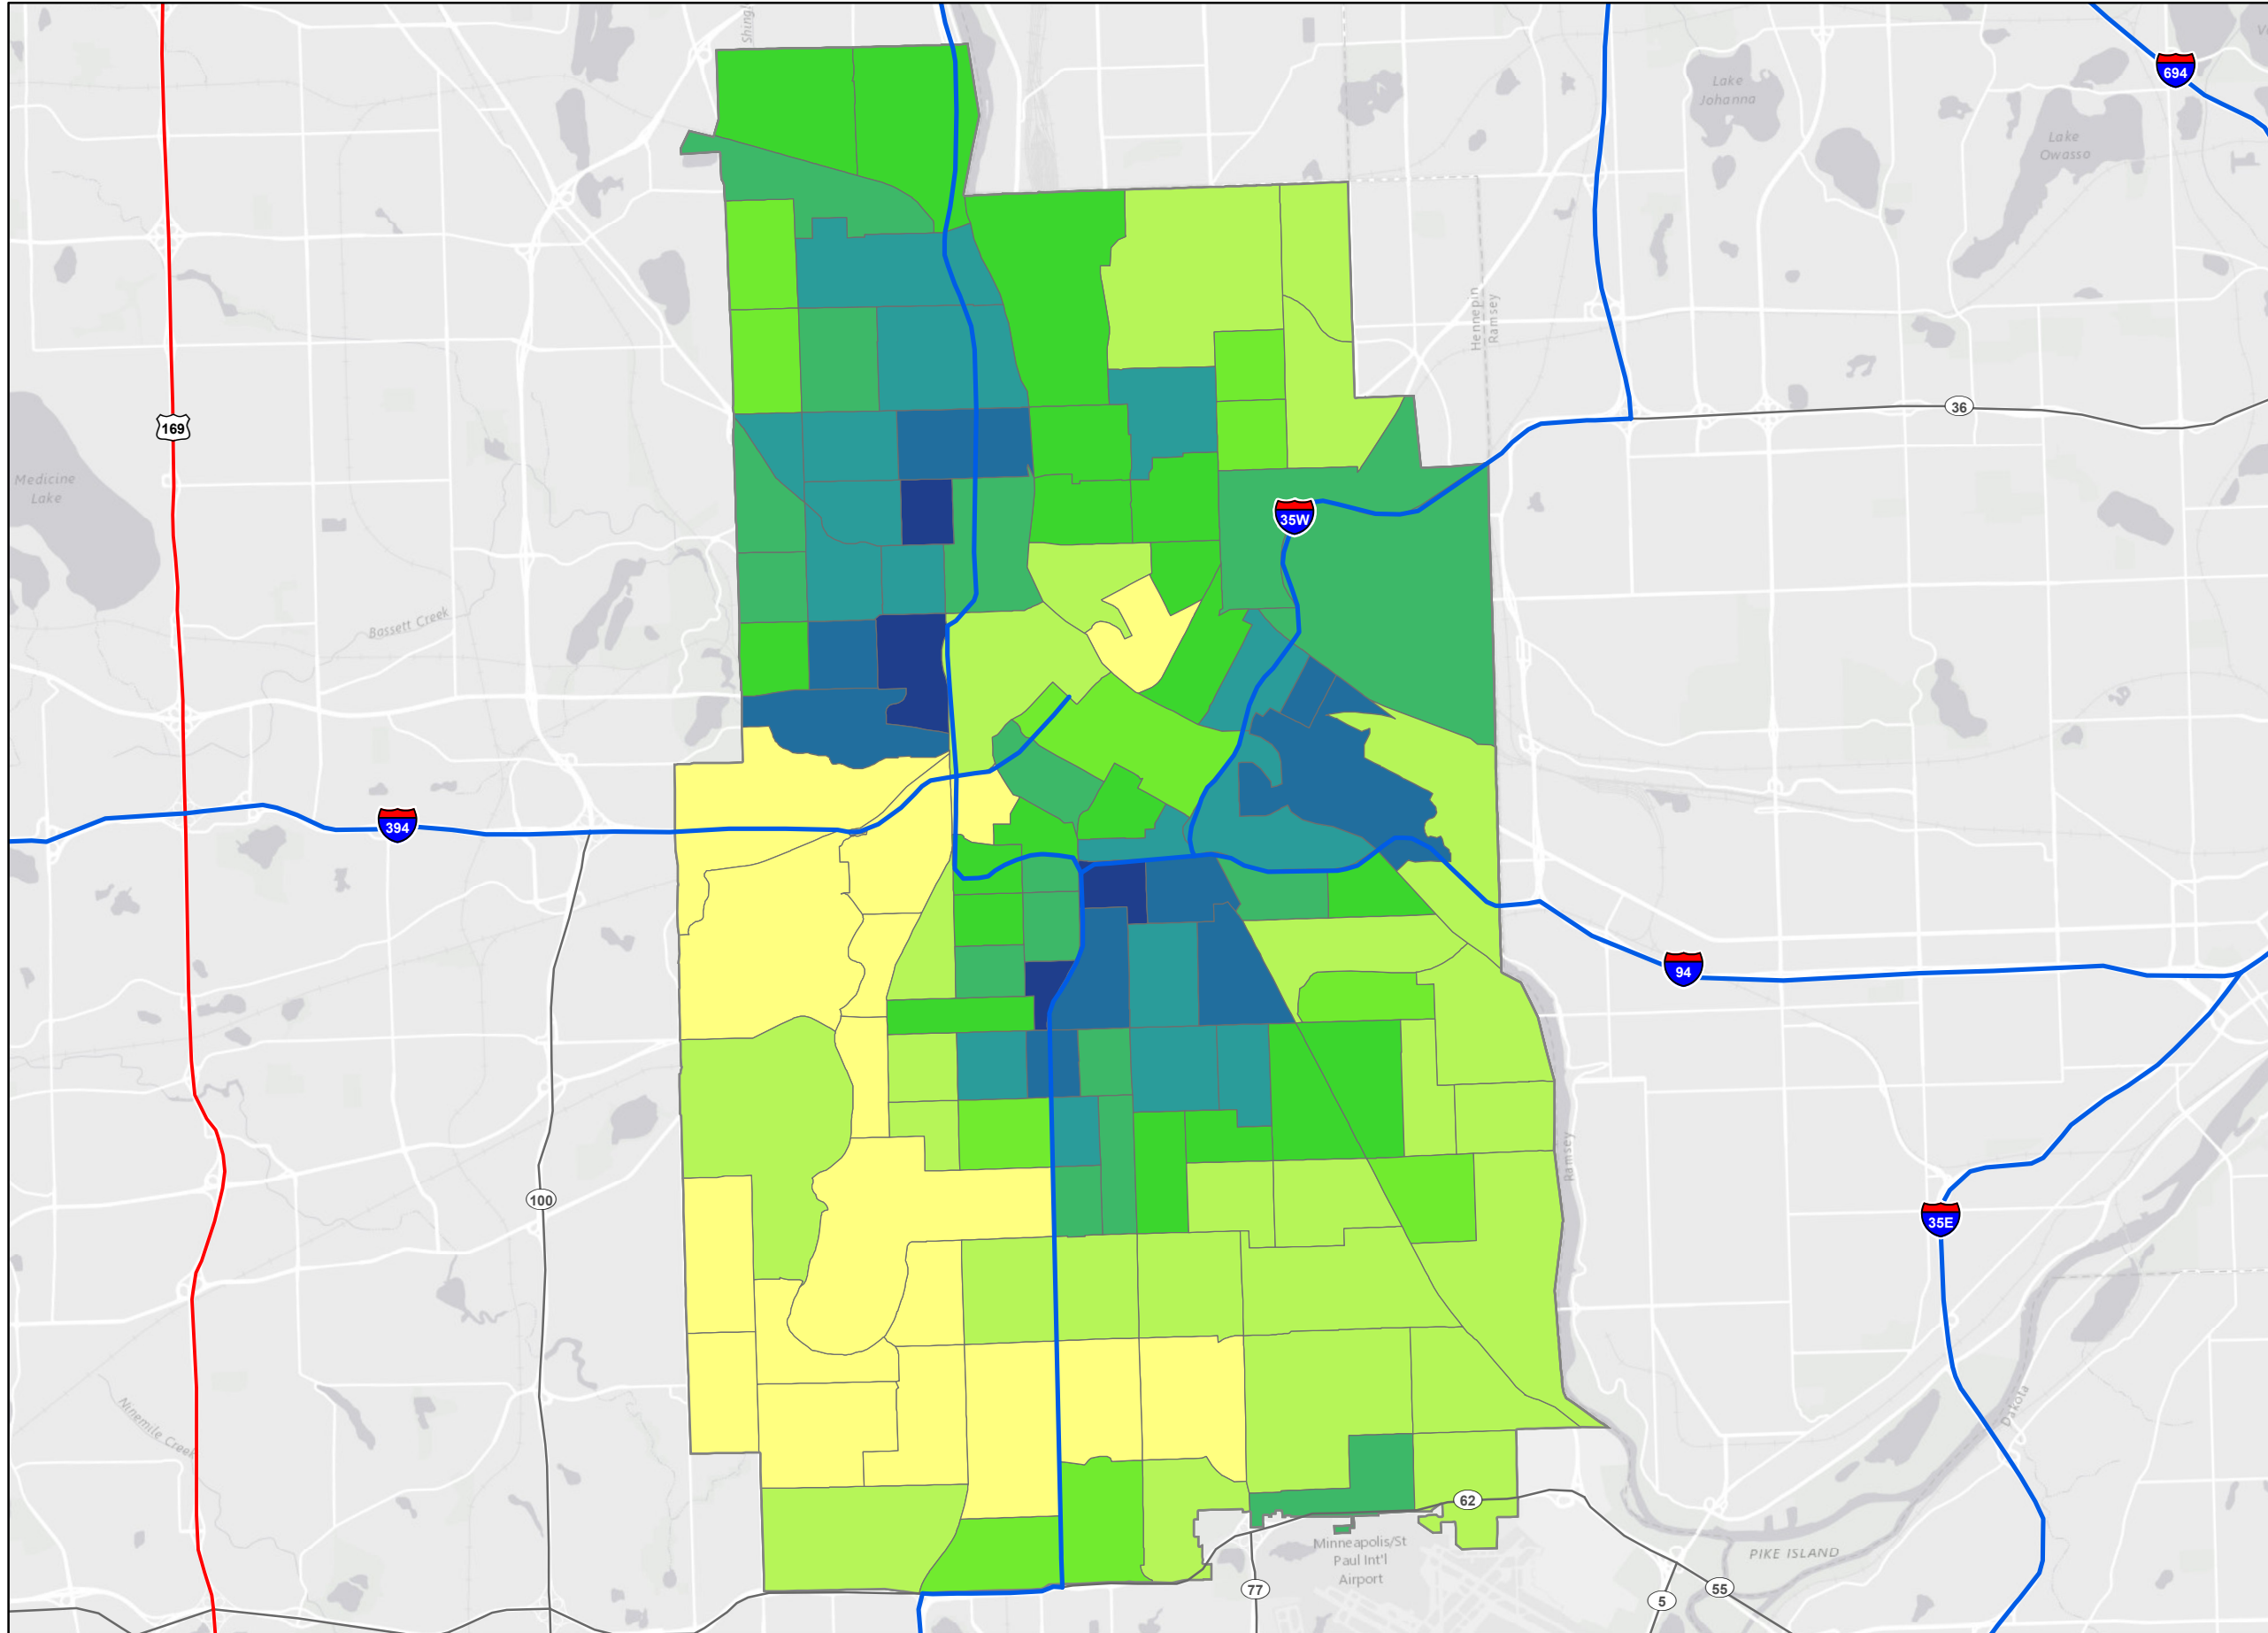 Shingl
694
Lake
Johanna
Lake
Owasso
Hennepin
Ramsey
36
169
Medicine
Lake
35W
Bassett Creek
394
94
Ramsey
100
35E
Ninemile Creek
Dakota
62
Minneapolis/St
Paul Int'l
Airport
PIKE ISLAND
77
55
5